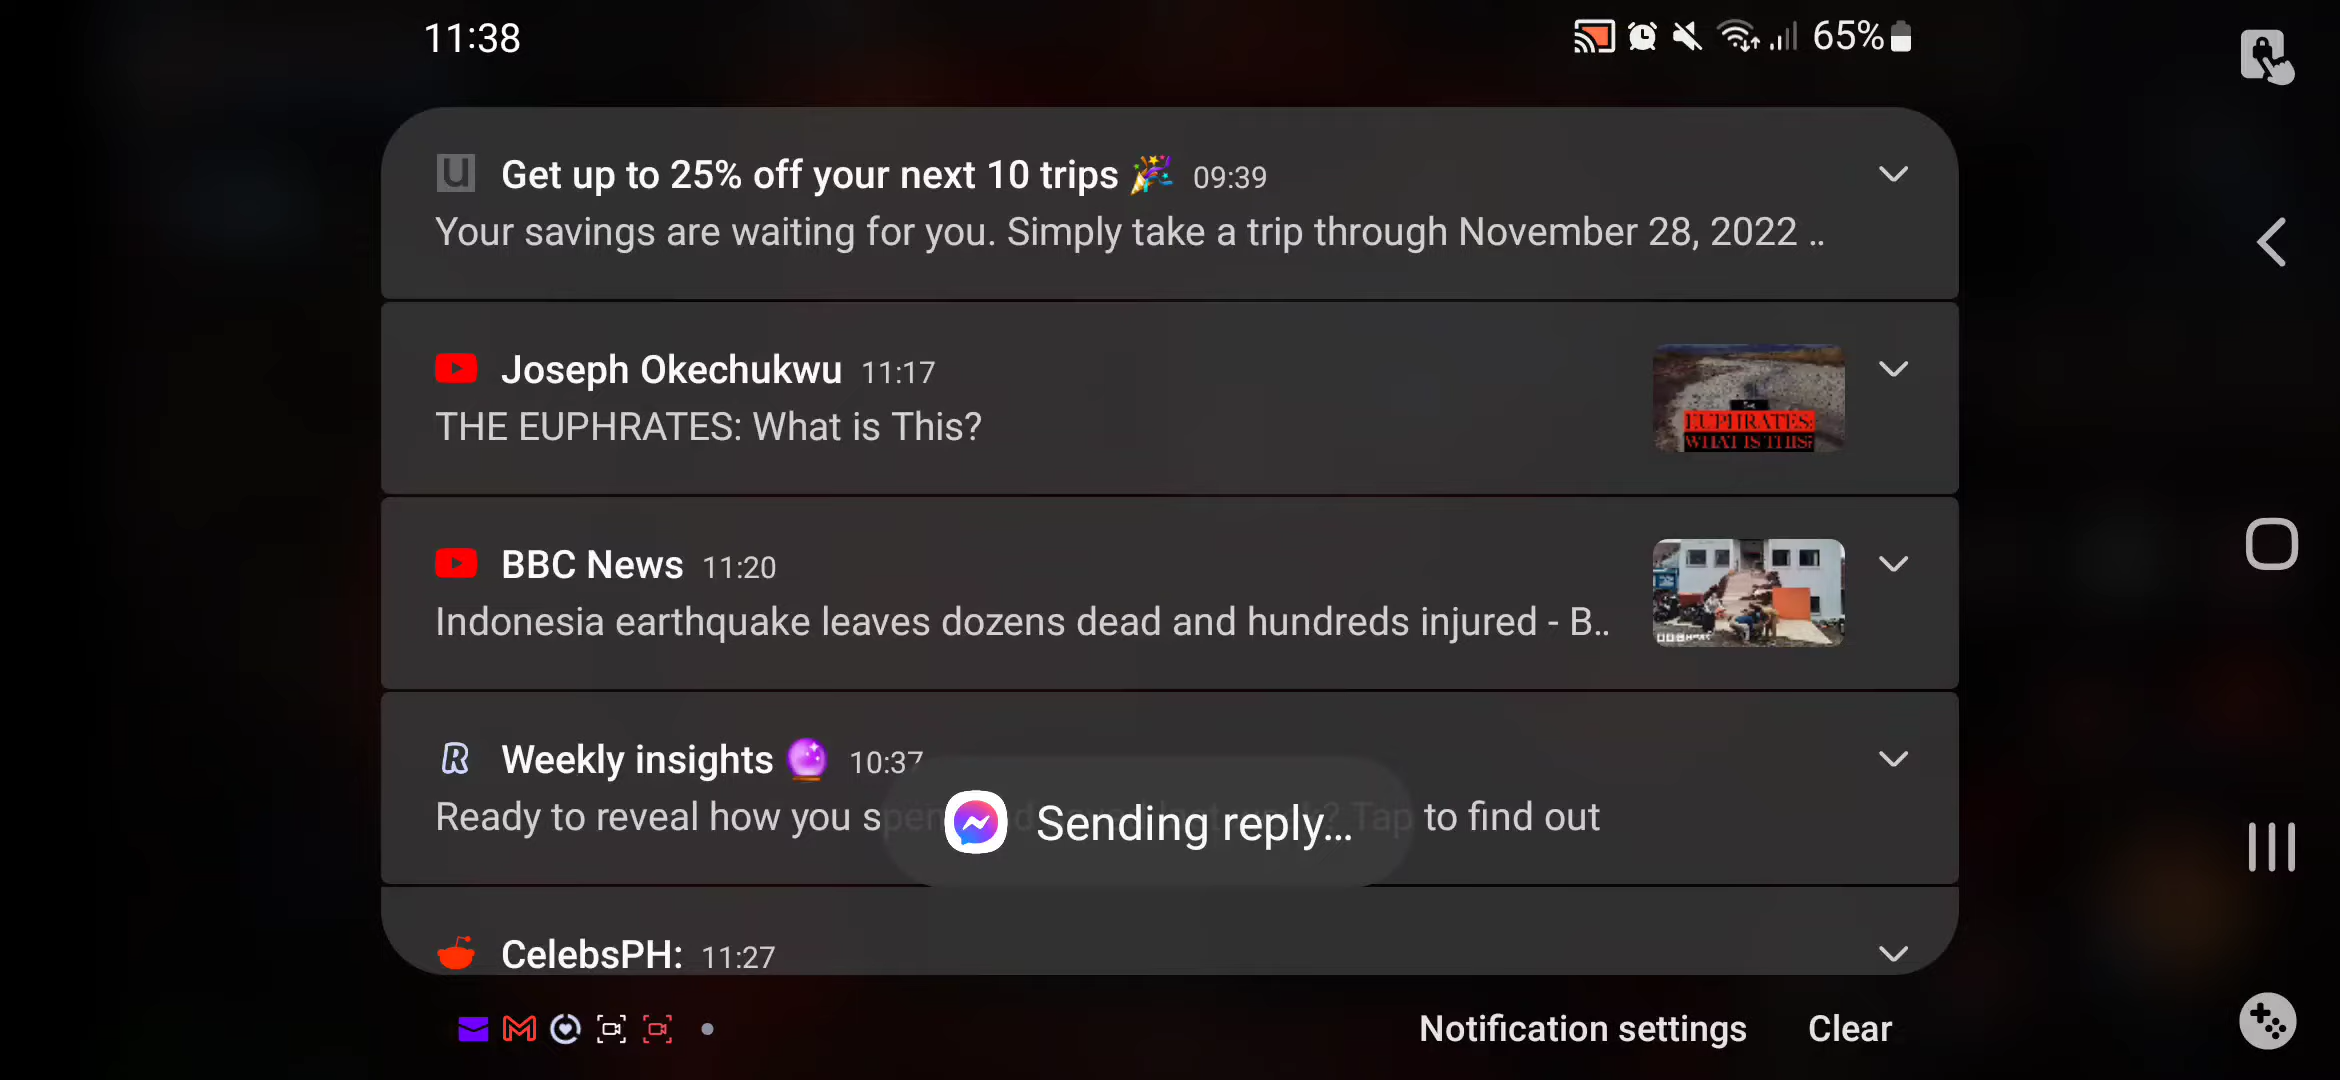 11:38
65%
Get up to 25% off your next 10 trips 🎉 09:39
Your savings are waiting for you. Simply take a trip through November 28, 2022 ..
Joseph Okechukwu 11:17
THE EUPHRATES: What is This?
EUPHRATES:
WHAT IS THIS?
BBC News 11:20
Indonesia earthquake leaves dozens dead and hundreds injured - B..
Weekly insights 🔮 10:37
Ready to reveal how you to find out
Sending reply...
CelebsPH: 11:27
Notification settings Clear